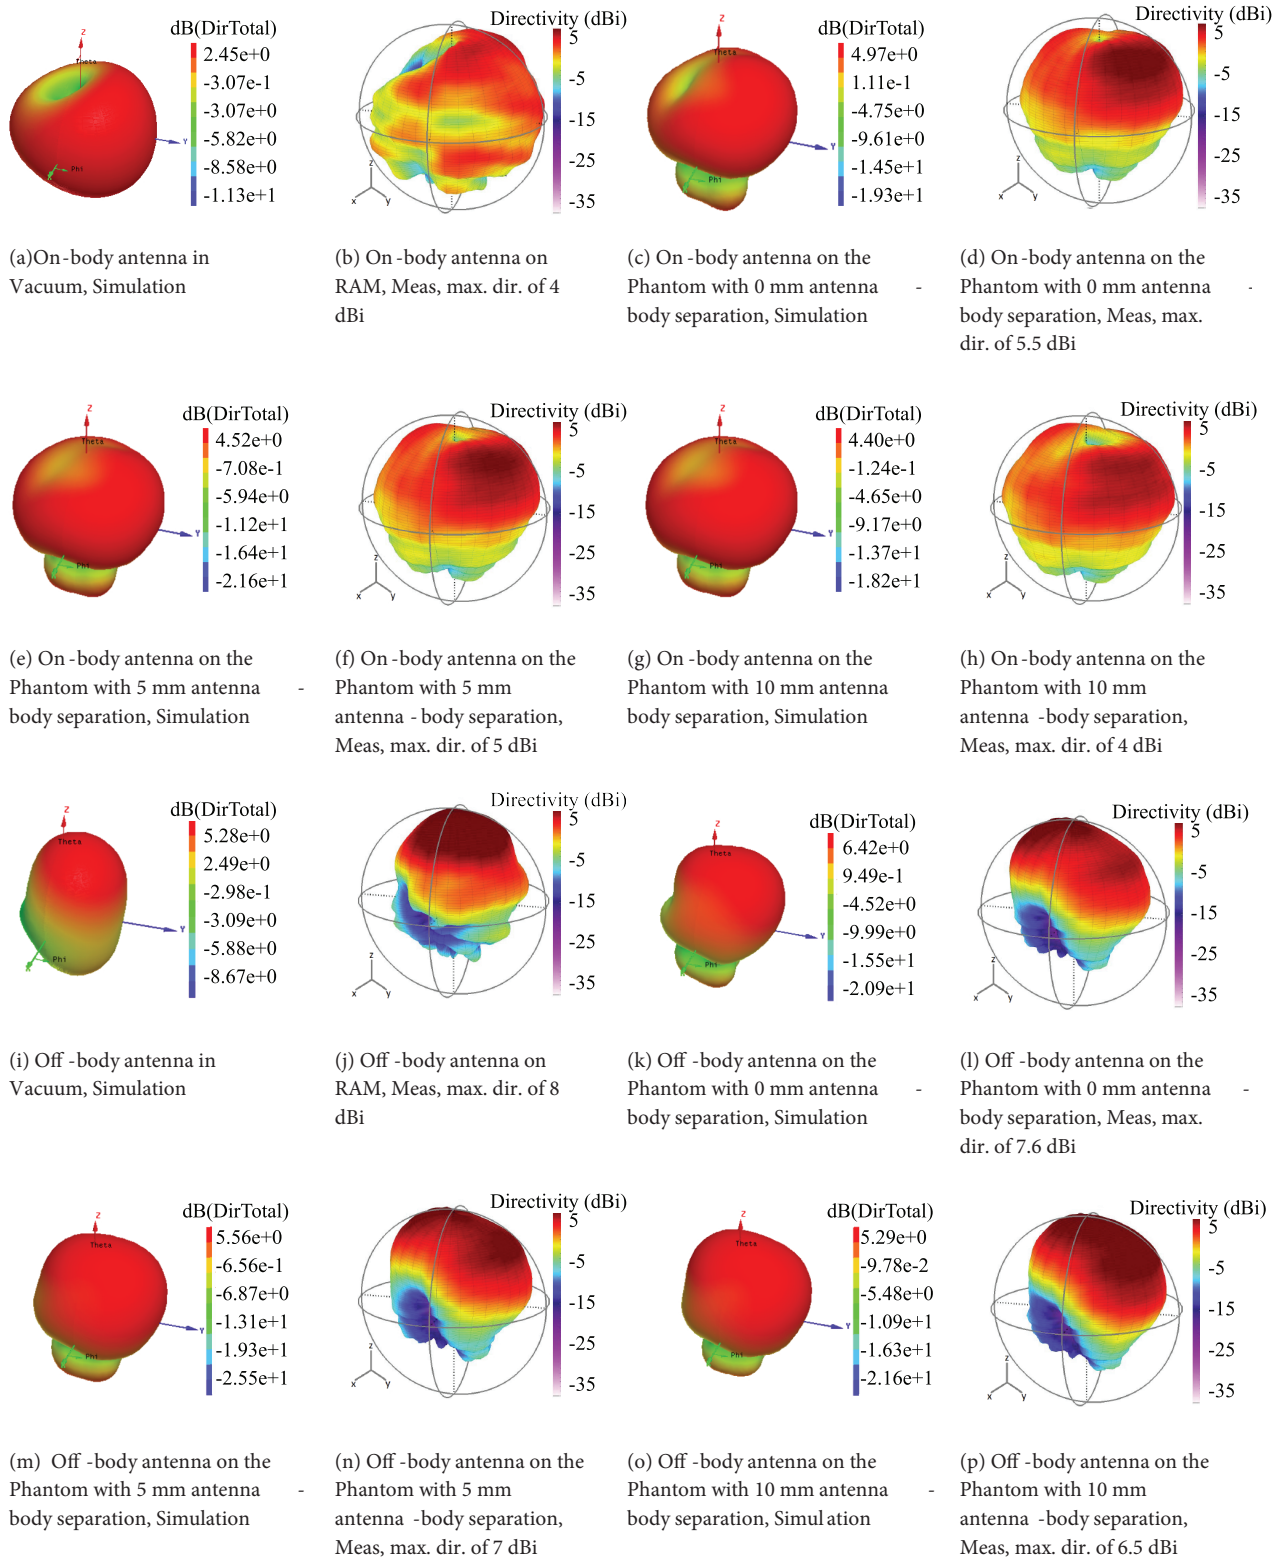 dB(DirTotal)
2.45e+0
-3.07e-1
-3.07e+0
-5.82e+0
-8.58e+0
-1.13e+1
Z
Theta
Y
X
Phi
Directivity (dBi)
5
-5
-15
-25
-35
z
x
y
dB(DirTotal)
4.97e+0
1.11e-1
-4.75e+0
-9.61e+0
-1.45e+1
-1.93e+1
Z
Theta
Y
Phi
Directivity (dBi)
5
-5
-15
-25
-35
z
x
y
(a)On-body antenna in
Vacuum, Simulation
(b) On-body antenna on
RAM, Meas, max. dir. of 4
dBi
(c) On-body antenna on the
Phantom with 0 mm antenna -
body separation, Simulation
(d) On-body antenna on the
Phantom with 0 mm antenna -
body separation, Meas, max.
dir. of 5.5 dBi
dB(DirTotal)
4.52e+0
-7.08e-1
-5.94e+0
-1.12e+1
-1.64e+1
-2.16e+1
Z
Theta
Y
Phi
Directivity (dBi)
5
-5
-15
-25
-35
z
x
y
dB(DirTotal)
4.40e+0
-1.24e-1
-4.65e+0
-9.17e+0
-1.37e+1
-1.82e+1
Z
Theta
Y
Phi
Directivity (dBi)
5
-5
-15
-25
-35
z
x
y
(e) On-body antenna on the
Phantom with 5 mm antenna -
body separation, Simulation
(f) On-body antenna on the
Phantom with 5 mm
antenna -body separation,
Meas, max. dir. of 5 dBi
(g) On-body antenna on the
Phantom with 10 mm antenna
body separation, Simulation
(h) On-body antenna on the
Phantom with 10 mm
antenna -body separation,
Meas, max. dir. of 4 dBi
dB(DirTotal)
5.28e+0
2.49e+0
-2.98e-1
-3.09e+0
-5.88e+0
-8.67e+0
Z
Theta
Y
X
Phi
Directivity (dBi)
5
-5
-15
-25
-35
z
x
y
dB(DirTotal)
6.42e+0
9.49e-1
-4.52e+0
-9.99e+0
-1.55e+1
-2.09e+1
Z
Theta
Y
Phi
Directivity (dBi)
5
-5
-15
-25
-35
z
x
y
(i) Off -body antenna in
Vacuum, Simulation
(j) Off -body antenna on
RAM, Meas, max. dir. of 8
dBi
(k) Off -body antenna on the
Phantom with 0 mm antenna -
body separation, Simulation
(l) Off -body antenna on the
Phantom with 0 mm antenna -
body separation, Meas, max.
dir. of 7.6 dBi
dB(DirTotal)
5.56e+0
-6.56e-1
-6.87e+0
-1.31e+1
-1.93e+1
-2.55e+1
Z
Theta
Y
Phi
Directivity (dBi)
5
-5
-15
-25
-35
z
x
y
dB(DirTotal)
5.29e+0
-9.78e-2
-5.48e+0
-1.09e+1
-1.63e+1
-2.16e+1
Z
Theta
Y
Phi
Directivity (dBi)
5
-5
-15
-25
-35
z
x
y
(m) Off -body antenna on the
Phantom with 5 mm antenna -
body separation, Simulation
(n) Off -body antenna on the
Phantom with 5 mm
antenna -body separation,
Meas, max. dir. of 7 dBi
(o) Off -body antenna on the
Phantom with 10 mm antenna -
body separation, Simulation
(p) Off -body antenna on the
Phantom with 10 mm
antenna -body separation,
Meas, max. dir. of 6.5 dBi